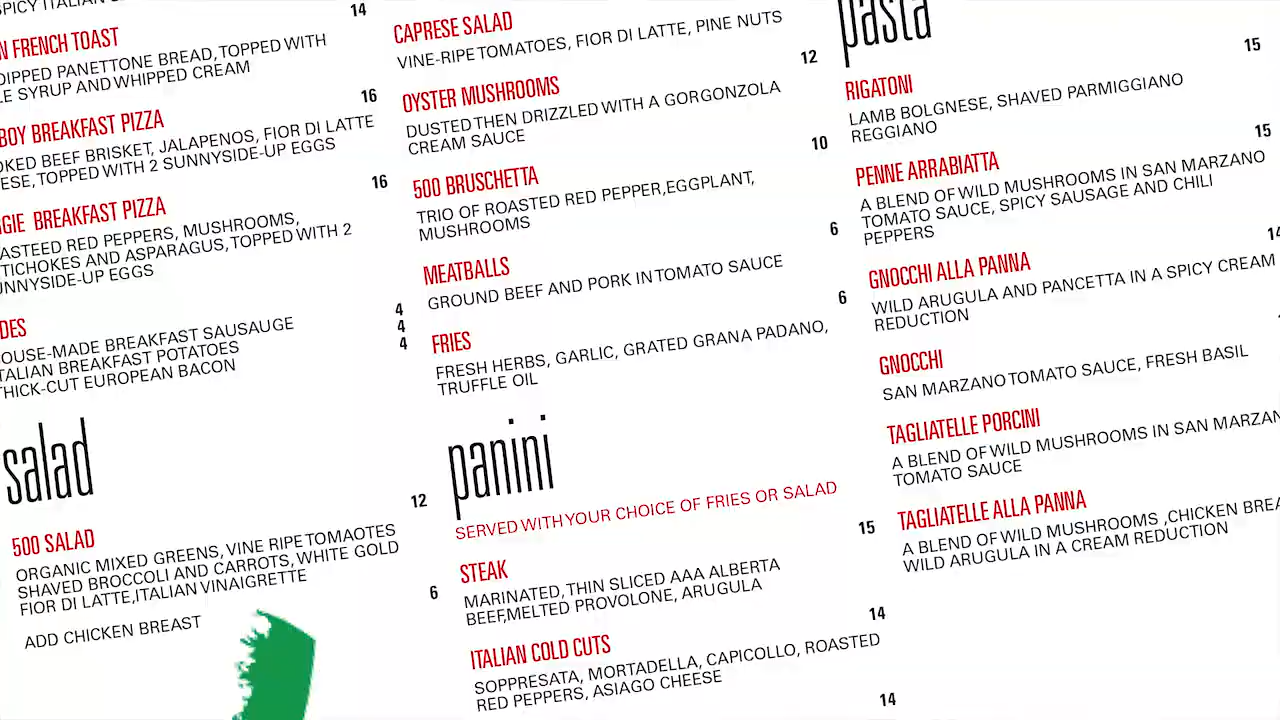 SPICY ITALIAN
14
FRENCH TOAST
DIPPED PANETTONE BREAD, TOPPED WITH
SYRUP AND WHIPPED CREAM
16
BOY BREAKFAST PIZZA
BEEF BRISKET, JALAPENOS, FIOR DI LATTE
TOPPED WITH 2 SUNNYSIDE-UP EGGS
16
BREAKFAST PIZZA
RED PEPPERS, MUSHROOMS,
AND ASPARAGUS, TOPPED WITH 2
UNNYSIDE-UP EGGS
DES
4
OUSE-MADE BREAKFAST SAUSAUGE
4
TALIAN BREAKFAST POTATOES
4
THICK-CUT EUROPEAN BACON
salad
12
500 SALAD
ORGANIC MIXED GREENS, VINE RIPE TOMAOTES
SHAVED BROCCOLI AND CARROTS, WHITE GOLD
FIOR DI LATTE,ITALIAN VINAIGRETTE
6
ADD CHICKEN BREAST
CAPRESE SALAD
VINE-RIPE TOMATOES, FIOR DI LATTE, PINE NUTS
12
OYSTER MUSHROOMS
DUSTED THEN DRIZZLED WITH A GORGONZOLA
CREAM SAUCE
10
500 BRUSCHETTA
TRIO OF ROASTED RED PEPPER,EGGPLANT,
MUSHROOMS
6
MEATBALLS
GROUND BEEF AND PORK IN TOMATO SAUCE
6
FRIES
FRESH HERBS, GARLIC, GRATED GRANA PADANO,
TRUFFLE OIL
panini
SERVED WITH YOUR CHOICE OF FRIES OR SALAD
15
STEAK
MARINATED, THIN SLICED AAA ALBERTA
BEEF,MELTED PROVOLONE, ARUGULA
14
ITALIAN COLD CUTS
SOPPRESATA, MORTADELLA, CAPICOLLO, ROASTED
RED PEPPERS, ASIAGO CHEESE
14
pasta
15
RIGATONI
LAMB BOLGNESE, SHAVED PARMIGGIANO
REGGIANO
15
PENNE ARRABIATTA
A BLEND OF WILD MUSHROOMS IN SAN MARZANO
TOMATO SAUCE, SPICY SAUSAGE AND CHILI
PEPPERS
14
GNOCCHI ALLA PANNA
WILD ARUGULA AND PANCETTA IN A SPICY CREAM
REDUCTION
GNOCCHI
SAN MARZANO TOMATO SAUCE, FRESH BASIL
TAGLIATELLE PORCINI
A BLEND OF WILD MUSHROOMS IN SAN MARZAN
TOMATO SAUCE
TAGLIATELLE ALLA PANNA
A BLEND OF WILD MUSHROOMS ,CHICKEN BREA
WILD ARUGULA IN A CREAM REDUCTION